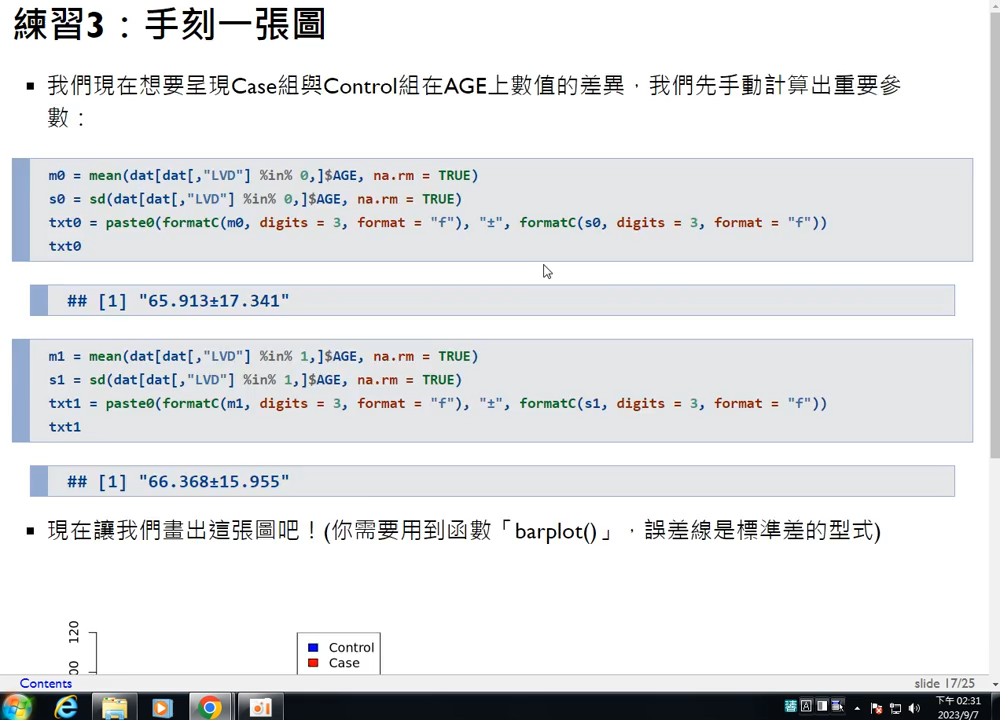 練習3：手刻一張圖
▪ 我們現在想要呈現Case組與Control組在AGE上數值的差異，我們先手動計算出重要參
數：
m0 = mean(dat[dat[,"LVD"] %in% 0,]$AGE, na.rm = TRUE)
s0 = sd(dat[dat[,"LVD"] %in% 0,]$AGE, na.rm = TRUE)
txt0 = paste0(formatC(m0, digits = 3, format = "f"), "±", formatC(s0, digits = 3, format = "f"))
txt0
## [1] "65.913±17.341"
m1 = mean(dat[dat[,"LVD"] %in% 1,]$AGE, na.rm = TRUE)
s1 = sd(dat[dat[,"LVD"] %in% 1,]$AGE, na.rm = TRUE)
txt1 = paste0(formatC(m1, digits = 3, format = "f"), "±", formatC(s1, digits = 3, format = "f"))
txt1
## [1] "66.368±15.955"
▪ 現在讓我們畫出這張圖吧！(你需要用到函數「barplot()」，誤差線是標準差的型式)
120
Control
Case
Contents
slide 17/25
下午 02:31
2023/9/7